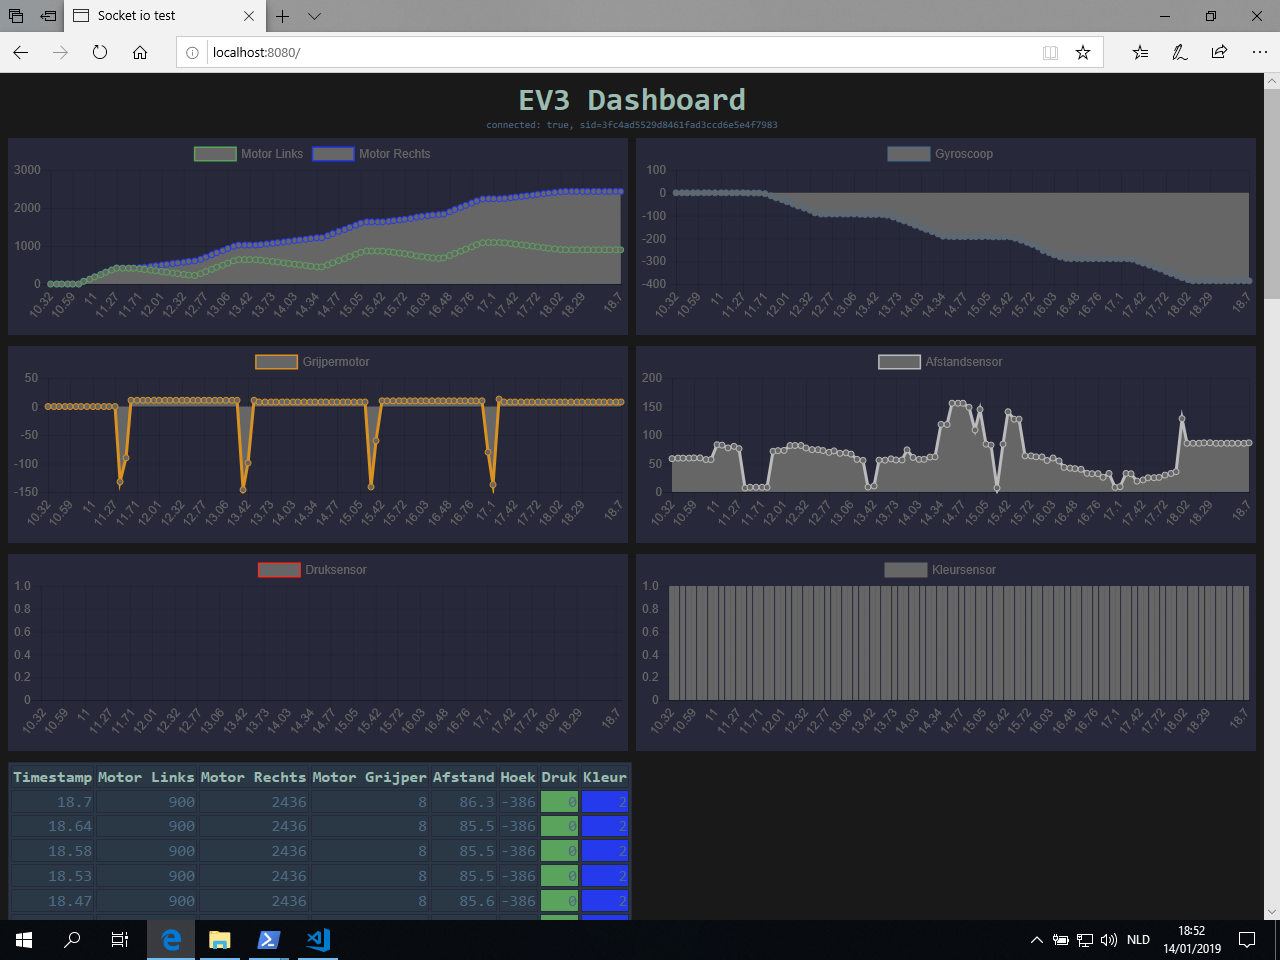 Socket io test
localhost:8080/
EV3 Dashboard
connected: true, sid=3fc4ad5529d8461fad3ccd6e5e4f7983
Motor Links Motor Rechts
3000
2000
1000
0
10.32 10.59 11 11.27 11.71 12.01 12.32 12.77 13.06 13.42 13.73 14.03 14.34 14.77 15.05 15.42 15.72 16.03 16.48 16.76 17.1 17.42 17.72 18.02 18.29 18.7
Gyroscoop
100
0
-100
-200
-300
-400
10.32 10.59 11 11.27 11.71 12.01 12.32 12.77 13.06 13.42 13.73 14.03 14.34 14.77 15.05 15.42 15.72 16.03 16.48 16.76 17.1 17.42 17.72 18.02 18.29 18.7
Grijpermotor
50
0
-50
-100
-150
10.32 10.59 11 11.27 11.71 12.01 12.32 12.77 13.06 13.42 13.73 14.03 14.34 14.77 15.05 15.42 15.72 16.03 16.48 16.76 17.1 17.42 17.72 18.02 18.29 18.7
Afstandsensor
200
150
100
50
0
10.32 10.59 11 11.27 11.71 12.01 12.32 12.77 13.06 13.42 13.73 14.03 14.34 14.77 15.05 15.42 15.72 16.03 16.48 16.76 17.1 17.42 17.72 18.02 18.29 18.7
Druksensor
1.0
0.8
0.6
0.4
0.2
0
10.32 10.59 11 11.27 11.71 12.01 12.32 12.77 13.06 13.42 13.73 14.03 14.34 14.77 15.05 15.42 15.72 16.03 16.48 16.76 17.1 17.42 17.72 18.02 18.29 18.7
Kleursensor
1.0
0.8
0.6
0.4
0.2
0
10.32 10.59 11 11.27 11.71 12.01 12.32 12.77 13.06 13.42 13.73 14.03 14.34 14.77 15.05 15.42 15.72 16.03 16.48 16.76 17.1 17.42 17.72 18.02 18.29 18.7
Timestamp Motor Links Motor Rechts Motor Grijper Afstand Hoek Druk Kleur
18.7 900 2436 8 86.3 -386 0 2
18.64 900 2436 8 85.5 -386 0 2
18.58 900 2436 8 85.5 -386 0 2
18.53 900 2436 8 85.5 -386 0 2
18.47 900 2436 8 85.6 -386 0 2
NLD
18:52
14/01/2019